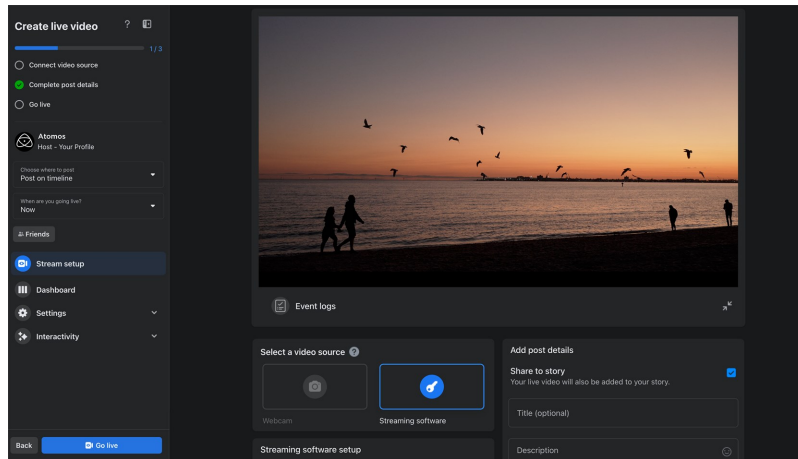 Create live video
?
1 / 3
Connect video source
Complete post details
Go live
Atomos
Host - Your Profile
Choose where to post
Post on timeline
When are you going live?
Now
Friends
Stream setup
Dashboard
Settings
Interactivity
Back
Go live
Event logs
Select a video source ?
Webcam
Streaming software
Streaming software setup
Add post details
Share to story
Your live video will also be added to your story.
Title (optional)
Description